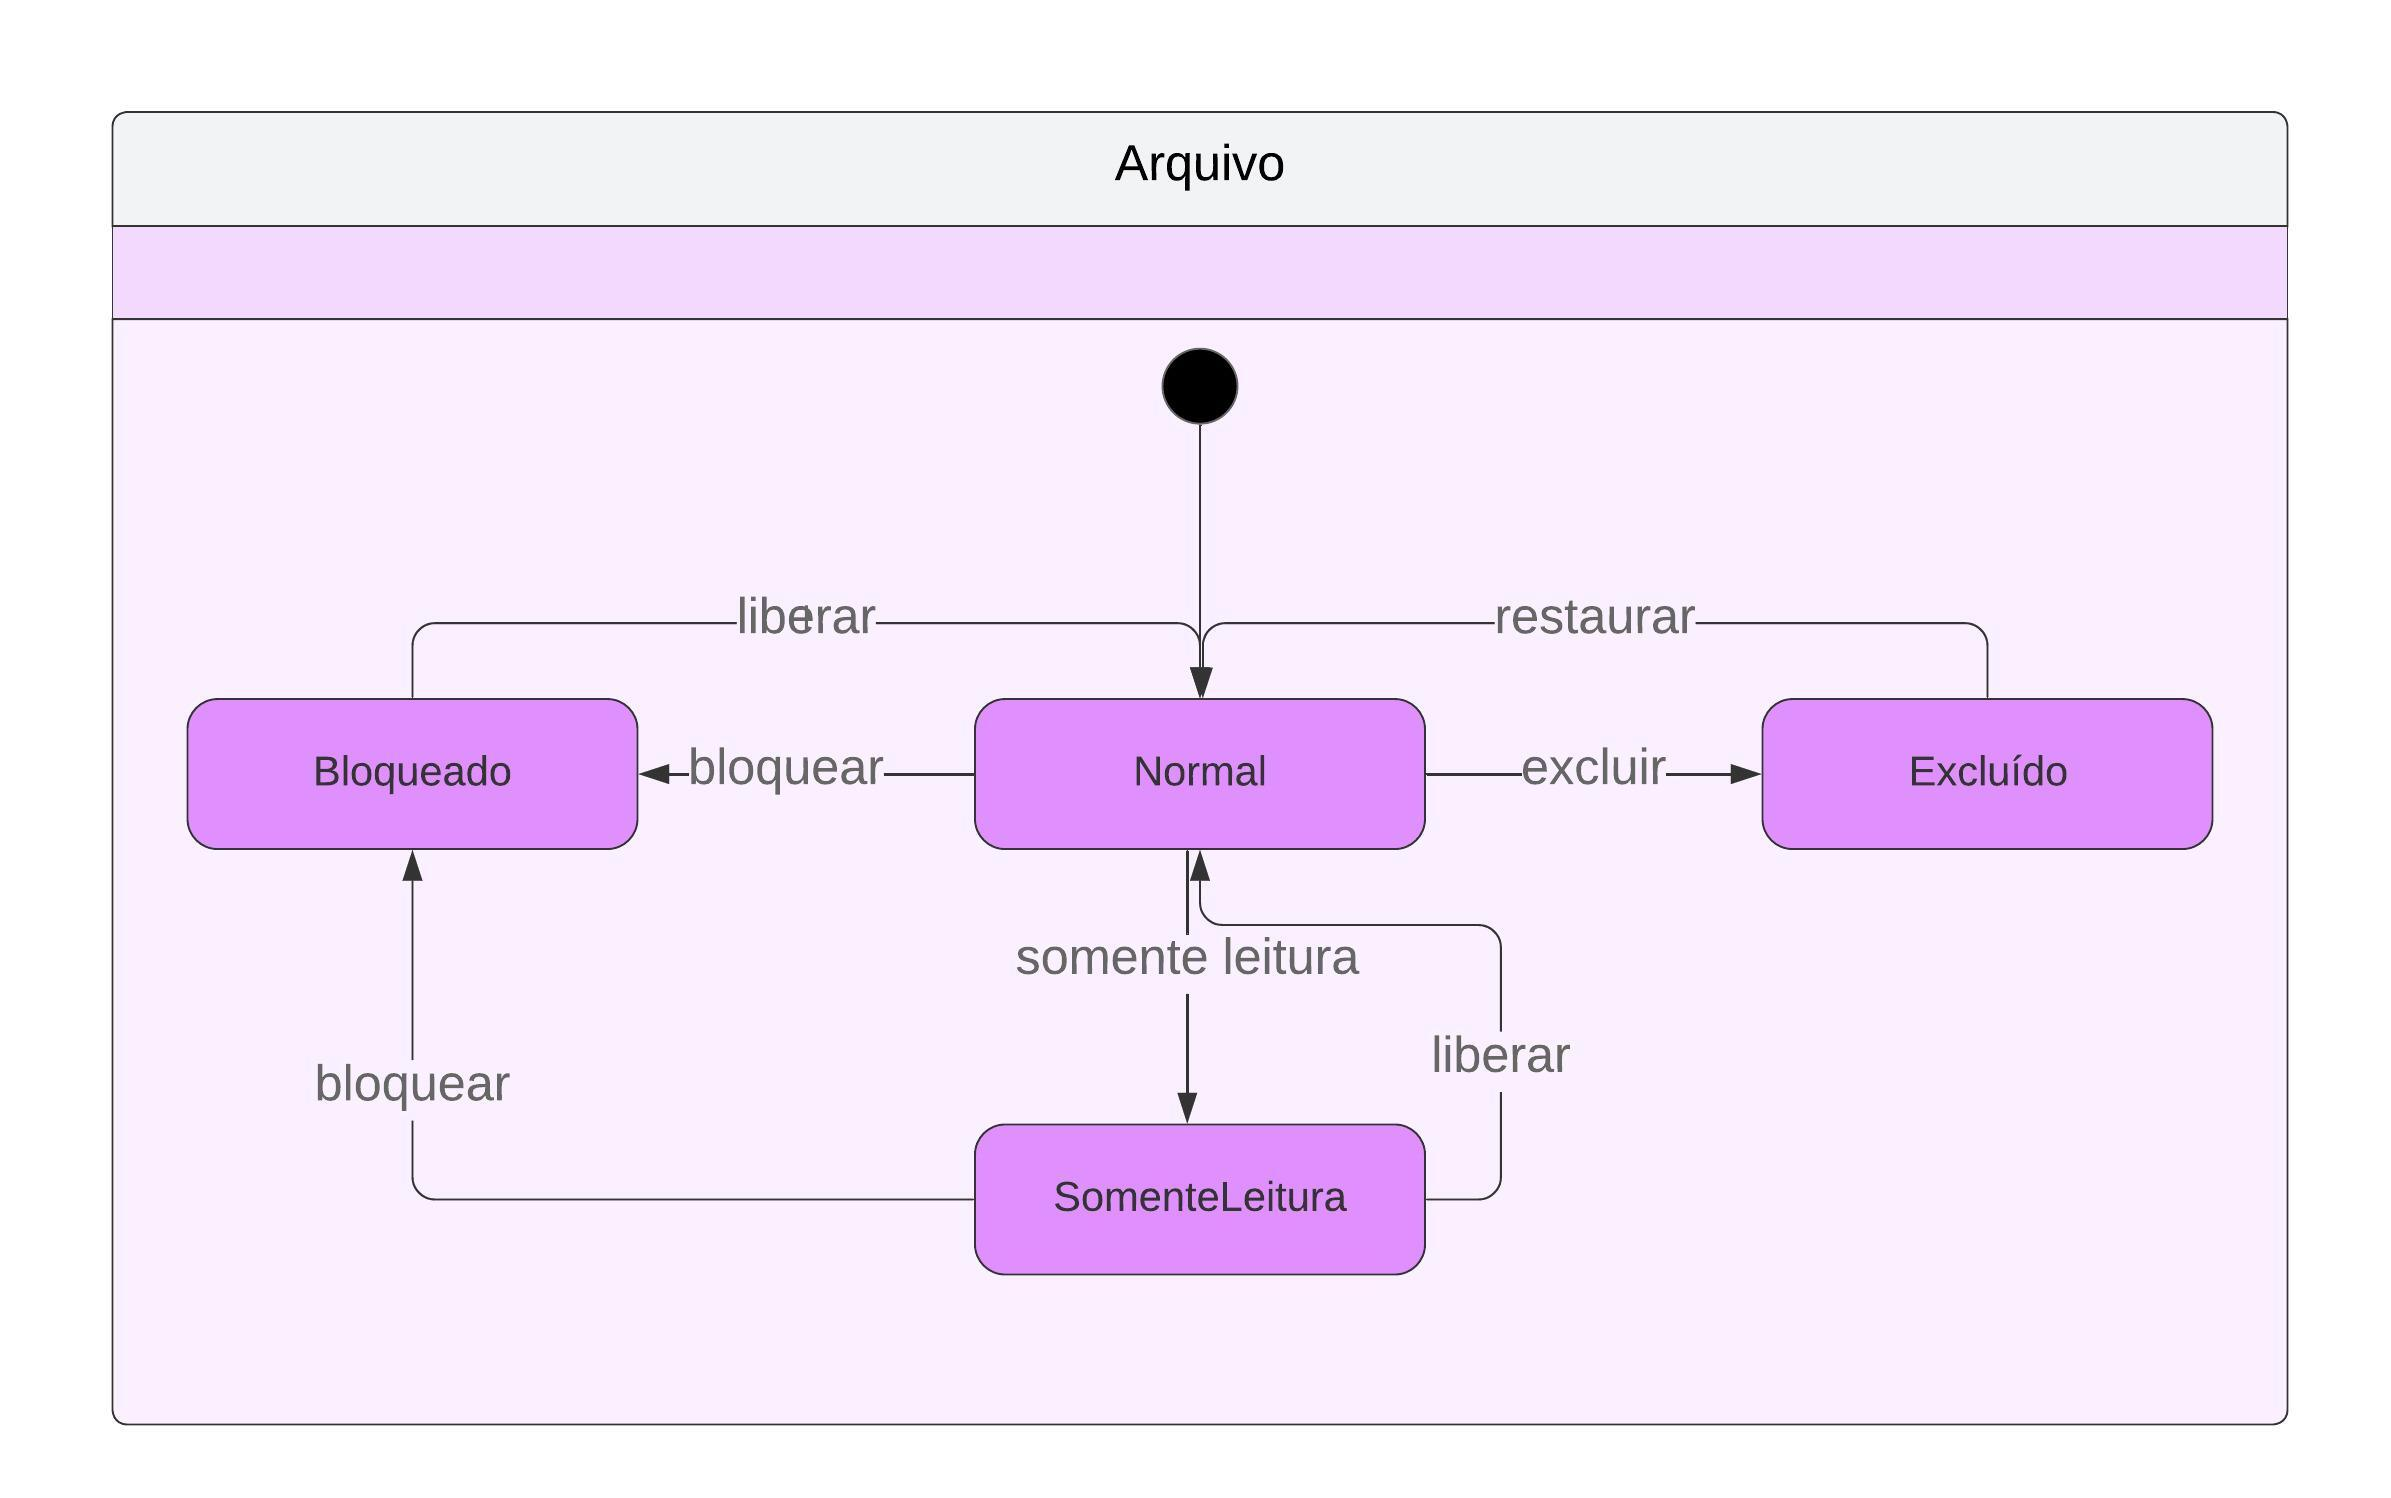 Arquivo
liberar
restaurar
Bloqueado
bloquear
Normal
excluir
Excluído
somente leitura
liberar
bloquear
SomenteLeitura